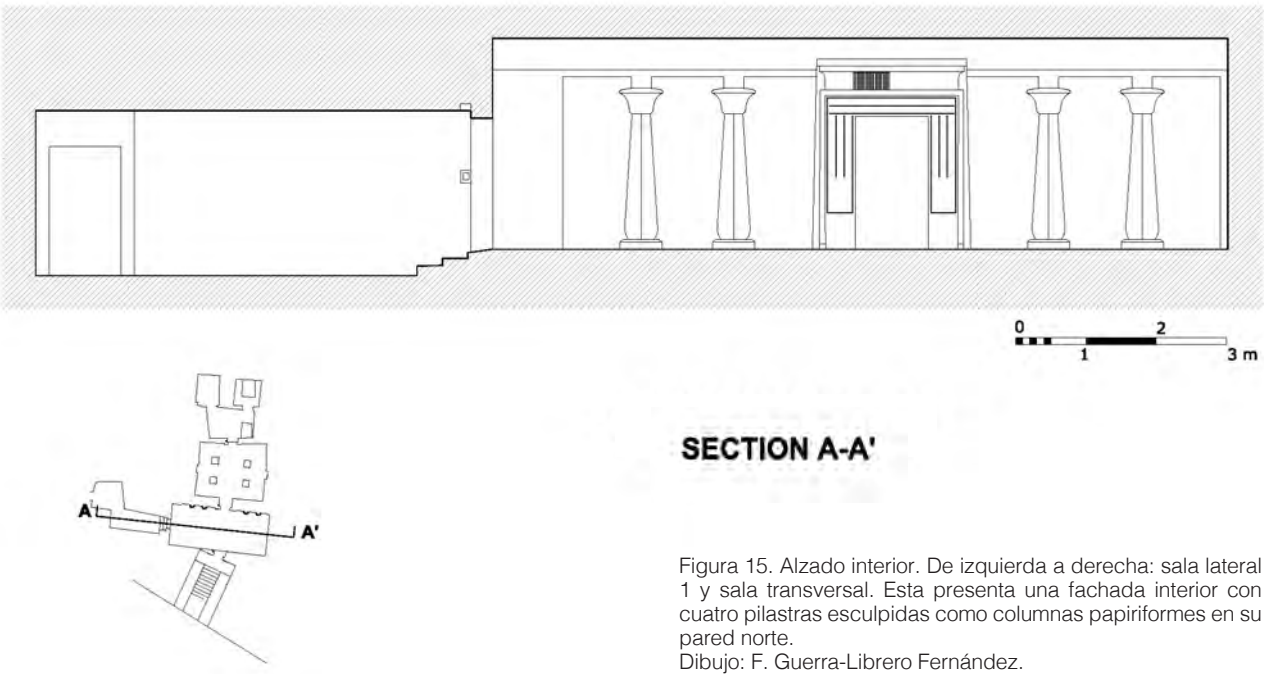 0 2
1 3 m
SECTION A-A'
A A'
Figura 15. Alzado interior. De izquierda a derecha: sala lateral
1 y sala transversal. Esta presenta una fachada interior con
cuatro pilastras esculpidas como columnas papiriformes en su
pared norte.
Dibujo: F. Guerra-Librero Fernández.